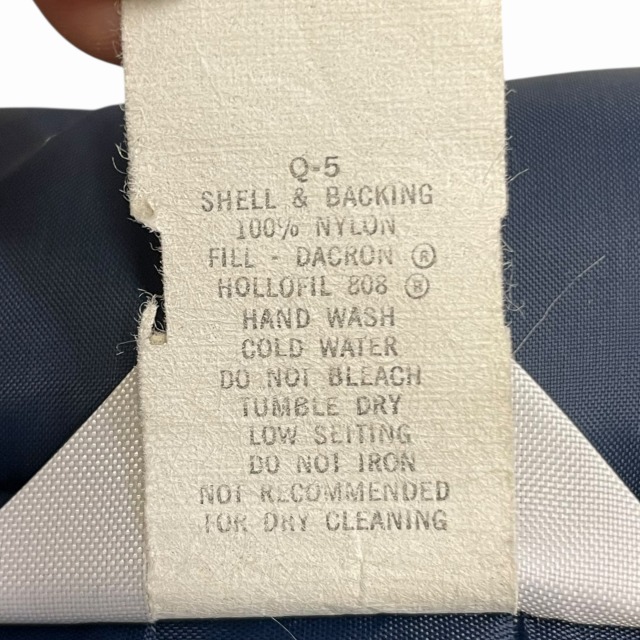 Q-5
SHELL & BACKING
100% NYLON
FILL - DACRON ®
HOLLOFIL 808 ®
HAND WASH
COLD WATER
DO NOT BLEACH
TUMBLE DRY
LOW SETTING
DO NOT IRON
NOT RECOMMENDED
FOR DRY CLEANING